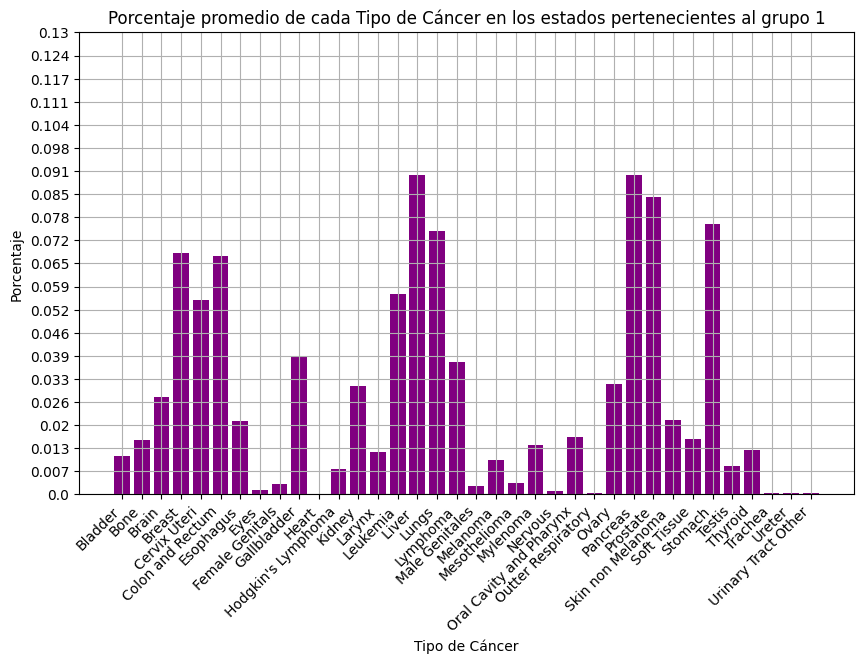 Porcentaje promedio de cada Tipo de Cáncer en los estados pertenecientes al grupo 1
0.13
0.124
0.117
0.111
0.104
0.098
0.091
0.085
0.078
0.072
0.065
0.059
0.052
0.046
0.039
0.033
0.026
0.02
0.013
0.007
0.0
Porcentaje
Bladder
Bone
Brain
Breast
Cervix Uteri
Colon and Rectum
Esophagus
Eyes
Female Genitals
Gallbladder
Heart
Hodgkin's Lymphoma
Kidney
Larynx
Leukemia
Liver
Lungs
Lymphoma
Male Genitales
Melanoma
Mesothelioma
Mylenoma
Nervous
Oral Cavity and Pharynx
Outter Respiratory
Ovary
Pancreas
Prostate
Skin non Melanoma
Soft Tissue
Stomach
Testis
Thyroid
Trachea
Ureter
Urinary Tract Other
Tipo de Cáncer